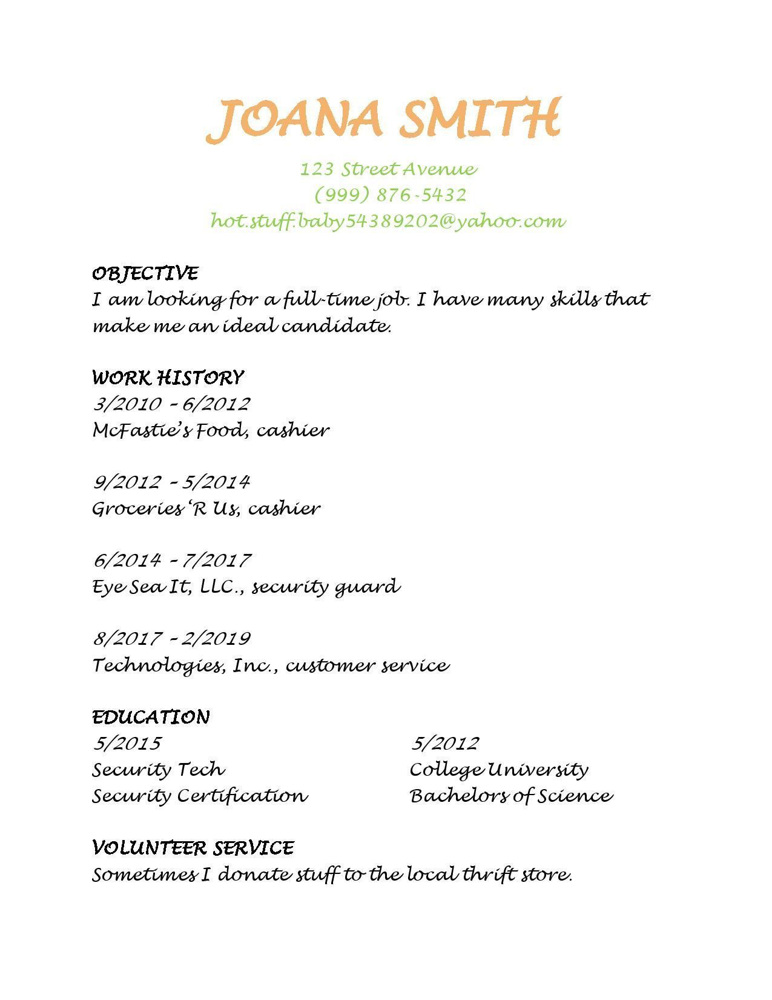 JOANA SMITH
123 Street Avenue
(999) 876-5432
hot.stuff.baby54389202@yahoo.com
OBJECTIVE
I am looking for a full-time job. I have many skills that
make me an ideal candidate.
WORK HISTORY
3/2010 – 6/2012
McFastie’s Food, cashier
9/2012 – 5/2014
Groceries ‘R Us, cashier
6/2014 – 7/2017
Eye Sea It, LLC., security guard
8/2017 – 2/2019
Technologies, Inc., customer service
EDUCATION
5/2015
Security Tech
Security Certification
5/2012
College University
Bachelors of Science
VOLUNTEER SERVICE
Sometimes I donate stuff to the local thrift store.